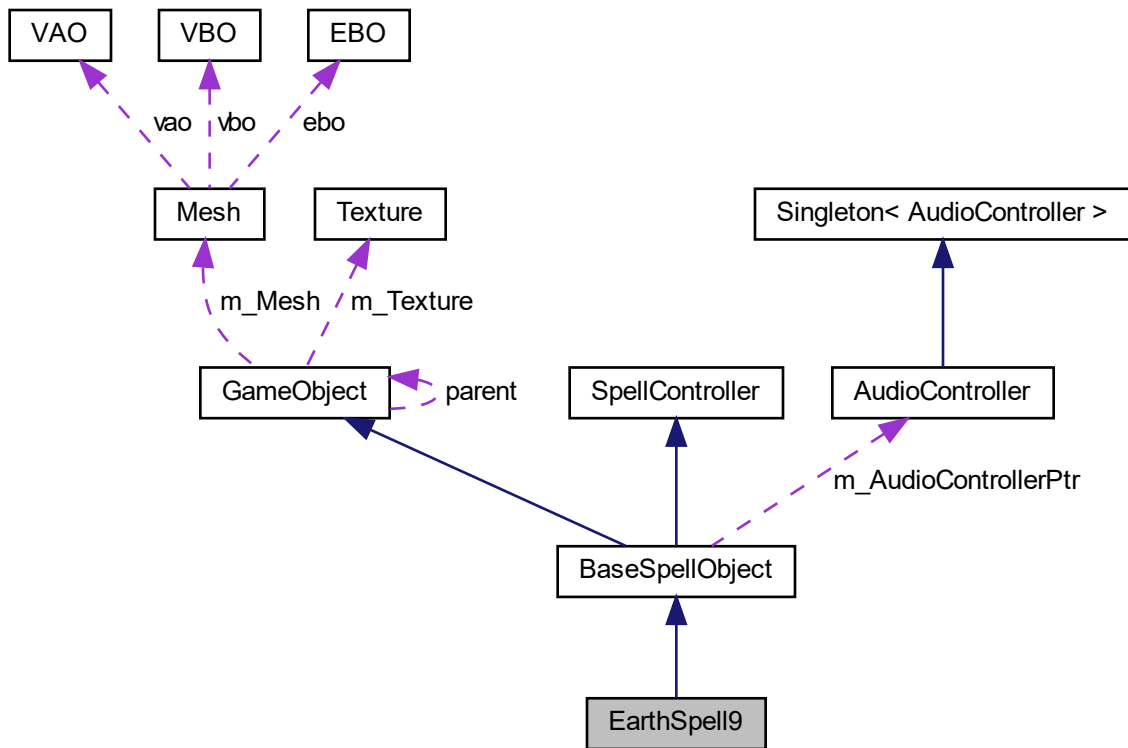 VAO
VBO
EBO
vao
vbo
ebo
Mesh
Texture
Singleton< AudioController >
m_Mesh
m_Texture
GameObject
parent
SpellController
AudioController
m_AudioControllerPtr
BaseSpellObject
EarthSpell9